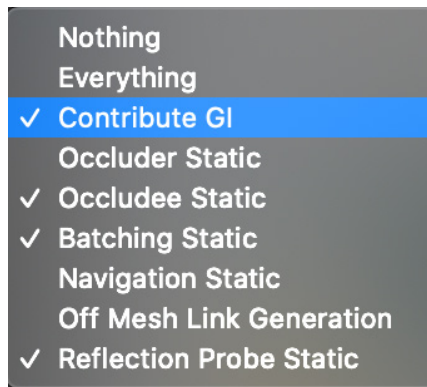 Nothing
Everything
✓ Contribute GI
Occluder Static
✓ Occludee Static
✓ Batching Static
Navigation Static
Off Mesh Link Generation
✓ Reflection Probe Static